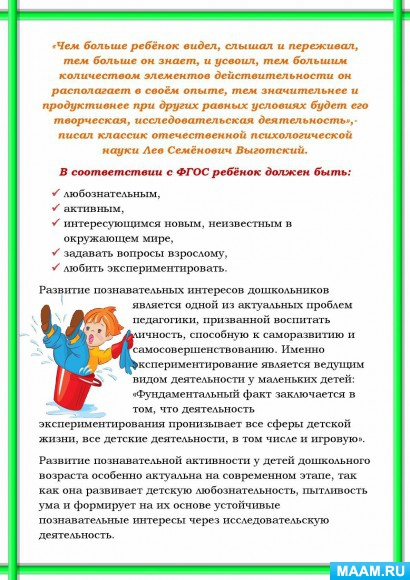 «Чем больше ребёнок видел, слышал и переживал,
тем больше он знает, и усвоил, тем большим
количеством элементов действительности он
располагает в своём опыте, тем значительнее и
продуктивнее при других равных условиях будет его
творческая, исследовательская деятельность»,-
писал классик отечественной психологической
науки Лев Семёнович Выготский.
В соответствии с ФГОС ребёнок должен быть:
✓ любознательным,
✓ активным,
✓ интересующимся новым, неизвестным в
окружающем мире,
✓ задавать вопросы взрослому,
✓ любить экспериментировать.
Развитие познавательных интересов дошкольников
является одной из актуальных проблем
педагогики, призванной воспитать
личность, способную к саморазвитию и
самосовершенствованию. Именно
экспериментирование является ведущим
видом деятельности у маленьких детей:
«Фундаментальный факт заключается в
том, что деятельность
экспериментирования пронизывает все сферы детской
жизни, все детские деятельности, в том числе и игровую».
Развитие познавательной активности у детей дошкольного
возраста особенно актуальна на современном этапе, так
как она развивает детскую любознательность, пытливость
ума и формирует на их основе устойчивые
познавательные интересы через исследовательскую
деятельность.
MAAM.RU